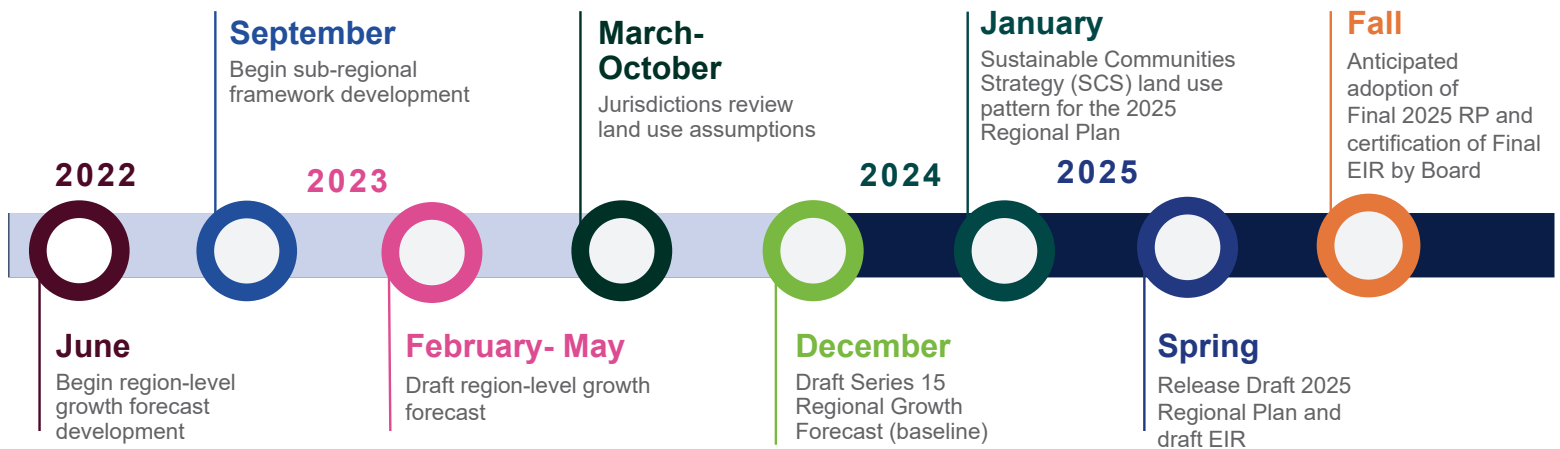 2022
June
Begin region-level
growth forecast
development
September
Begin sub-regional
framework development
2023
February- May
Draft region-level growth
forecast
March-
October
Jurisdictions review
land use assumptions
December
Draft Series 15
Regional Growth
Forecast (baseline)
2024
January
Sustainable Communities
Strategy (SCS) land use
pattern for the 2025
Regional Plan
2025
Spring
Release Draft 2025
Regional Plan and
draft EIR
Fall
Anticipated
adoption of
Final 2025 RP and
certification of Final
EIR by Board